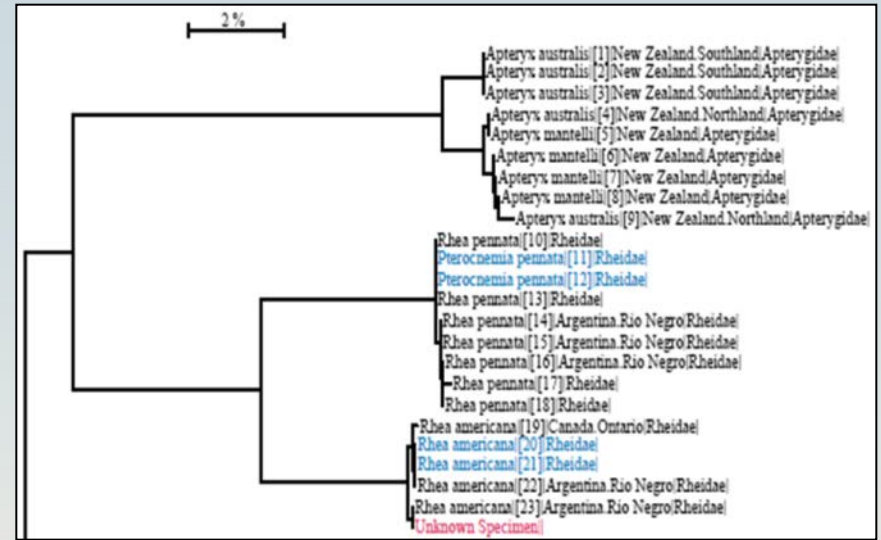 2 %
Apteryx australis|[1]|New Zealand.Southland|Apterygidae|
Apteryx australis|[2]|New Zealand.Southland|Apterygidae|
Apteryx australis|[3]|New Zealand.Southland|Apterygidae|
Apteryx australis|[4]|New Zealand.Northland|Apterygidae|
Apteryx mantelli|[5]|New Zealand|Apterygidae|
Apteryx mantelli|[6]|New Zealand|Apterygidae|
Apteryx mantelli|[7]|New Zealand|Apterygidae|
Apteryx mantelli|[8]|New Zealand|Apterygidae|
Apteryx australis|[9]|New Zealand.Northland|Apterygidae|
Rhea pennata|[10]|Rheidae|
Pterocnemia pennata|[11]|Rheidae|
Pterocnemia pennata|[12]|Rheidae|
Rhea pennata|[13]|Rheidae|
Rhea pennata|[14]|Argentina.Rio Negro|Rheidae|
Rhea pennata|[15]|Argentina.Rio Negro|Rheidae|
Rhea pennata|[16]|Argentina.Rio Negro|Rheidae|
Rhea pennata|[17]|Rheidae|
Rhea pennata|[18]|Rheidae|
Rhea americana|[19]|Canada.Ontario|Rheidae|
Rhea americana|[20]|Rheidae|
Rhea americana|[21]|Rheidae|
Rhea americana|[22]|Argentina.Rio Negro|Rheidae|
Rhea americana|[23]|Argentina.Rio Negro|Rheidae|
Unknown Specimen||